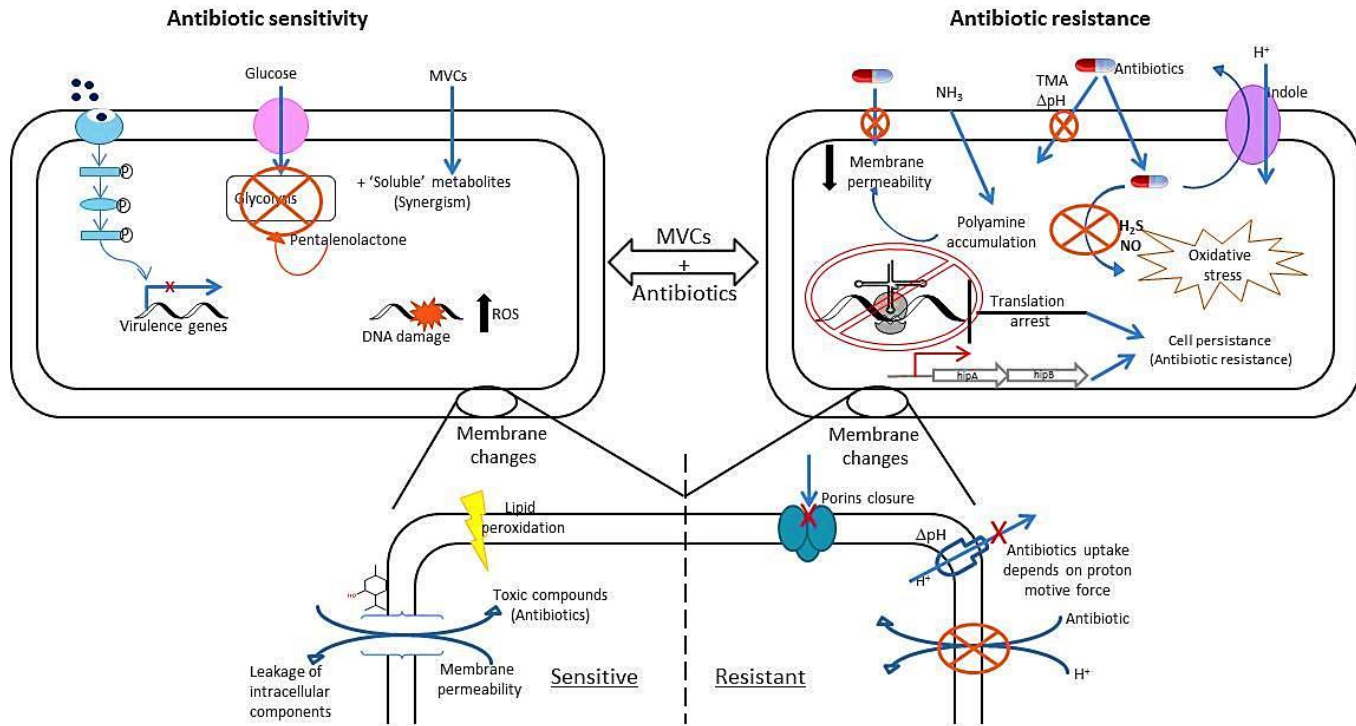 Antibiotic sensitivity
Antibiotic resistance
Glucose
MVCs
P
P
P
Glycolysis
Pentalenolactone
+ ‘Soluble’ metabolites
(Synergism)
x
Virulence genes
DNA damage
ROS
MVCs
+
Antibiotics
NH₃
TMA
ΔpH
Antibiotics
H⁺
Indole
Membrane
permeability
Polyamine
accumulation
H₂S
NO
Oxidative
stress
Translation
arrest
Cell persistance
(Antibiotic resistance)
hipA
hipB
Membrane
changes
Membrane
changes
Lipid
peroxidation
Porins closure
ΔpH
H⁺
Antibiotics uptake
depends on proton
motive force
HO
Toxic compounds
(Antibiotics)
Antibiotic
Leakage of
intracellular
components
Membrane
permeability
Sensitive
Resistant
H⁺